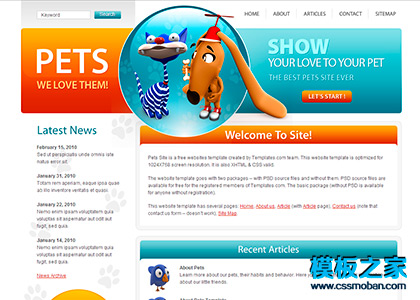 Keyword
Search
HOME
ABOUT
ARTICLES
CONTACT
SITEMAP
PETS
WE LOVE THEM!
SHOW
YOUR LOVE TO YOUR PET
THE BEST PETS SITE EVER
LET'S START!
Latest News
February 15, 2010
Sed ut perspiciatis unde omnis iste natus error sit.
January 31, 2010
Totam rem aperiam, eaque ipsa quae ab illo inventore veritatis et quasi.
January 22, 2010
Nemo enim ipsam voluptatem quia voluptas sit aspernatur aut odit aut fugit, sed quia.
January 14, 2010
Nemo enim ipsam voluptatem quia voluptas sit aspernatur aut odit aut fugit, sed quia.
News Archive
Welcome To Site!
Pets Site is a free websites template created by Templates.com team. This website template is optimized for 1024X768 screen resolution. It is also XHTML & CSS valid.
The website template goes with two packages – with PSD source files and without them. PSD source files are available for free for the registered members of Templates.com. The basic package (without PSD is available for anyone without registration).
This website template has several pages: Home, About us, Article (with Article page), Contact us (note that contact us form – doesn't work), Site Map.
Recent Articles
About Pets
Learn more about our pets, their habits and behavior. Here
about our little friends.
About Pets Template
模板之家
www.cssmoban.com